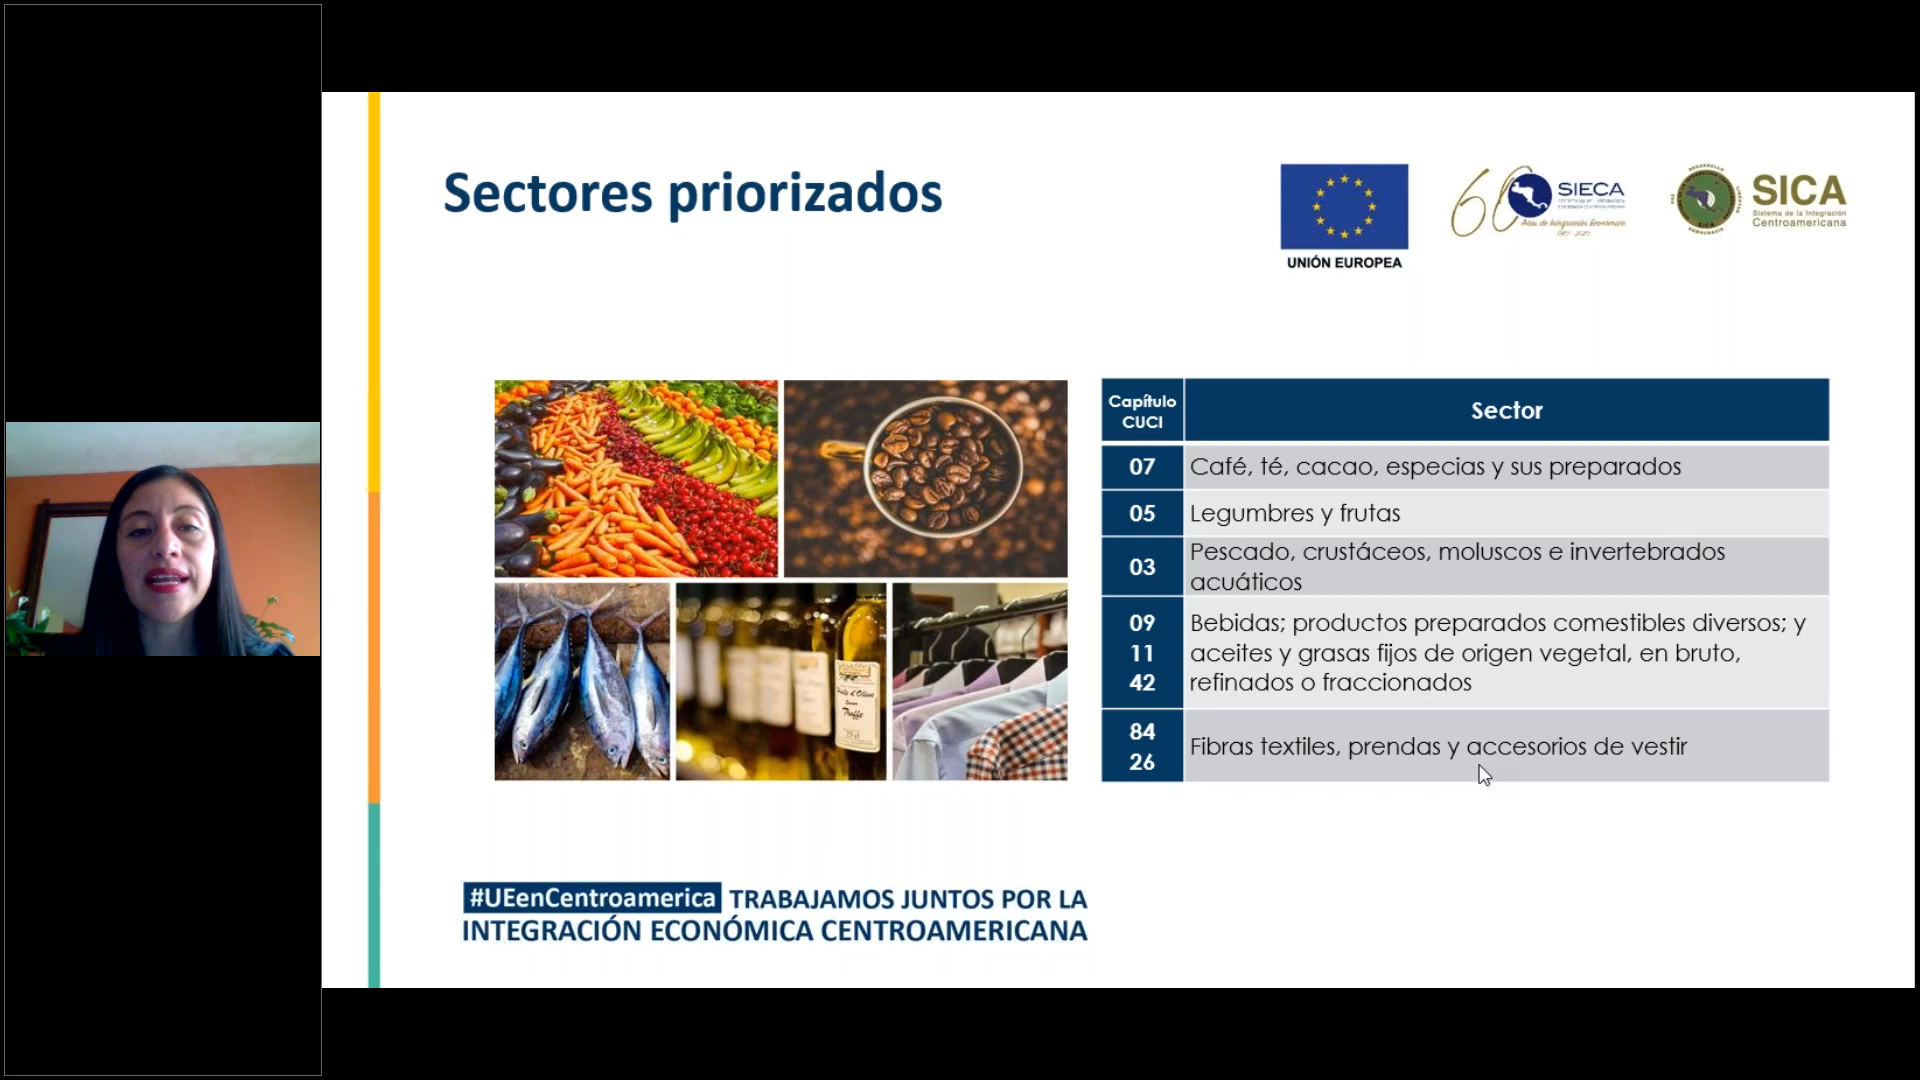 Sectores priorizados
UNIÓN EUROPEA
60
SIECA
Años de Integración Económica
SICA
Sistema de la Integración
Centroamericana
Capítulo
CUCI
Sector
07
Café, té, cacao, especias y sus preparados
05
Legumbres y frutas
03
Pescado, crustáceos, moluscos e invertebrados
acuáticos
09
11
42
Bebidas; productos preparados comestibles diversos; y
aceites y grasas fijos de origen vegetal, en bruto,
refinados o fraccionados
84
26
Fibras textiles, prendas y accesorios de vestir
#UEenCentroamerica TRABAJAMOS JUNTOS POR LA
INTEGRACIÓN ECONÓMICA CENTROAMERICANA